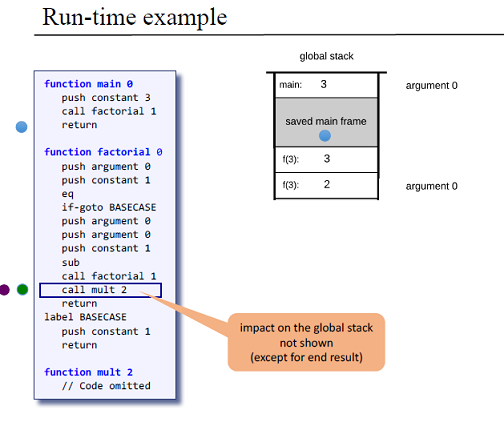 Run-time example
function main 0
push constant 3
call factorial 1
return
function factorial 0
push argument 0
push constant 1
eq
if-goto BASECASE
push argument 0
push argument 0
push constant 1
sub
call factorial 1
call mult 2
return
label BASECASE
push constant 1
return
function mult 2
// Code omitted
global stack
main: 3 argument 0
saved main frame
f(3): 3
f(3): 2 argument 0
impact on the global stack
not shown
(except for end result)